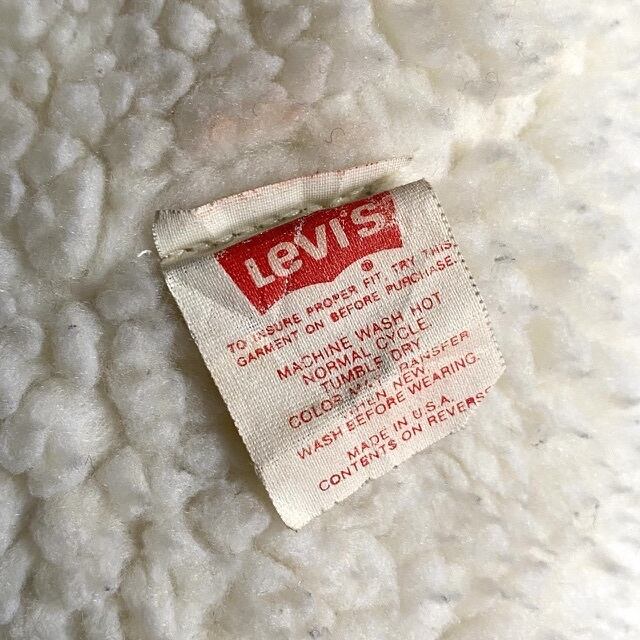 Levi's
®
TO INSURE PROPER FIT, TRY THIS
GARMENT ON BEFORE PURCHASE.
MACHINE WASH HOT
NORMAL CYCLE.
TUMBLE DRY
COLOR MAY TRANSFER
WHEN NEW.
WASH BEFORE WEARING.
MADE IN U.S.A.
CONTENTS ON REVERSE